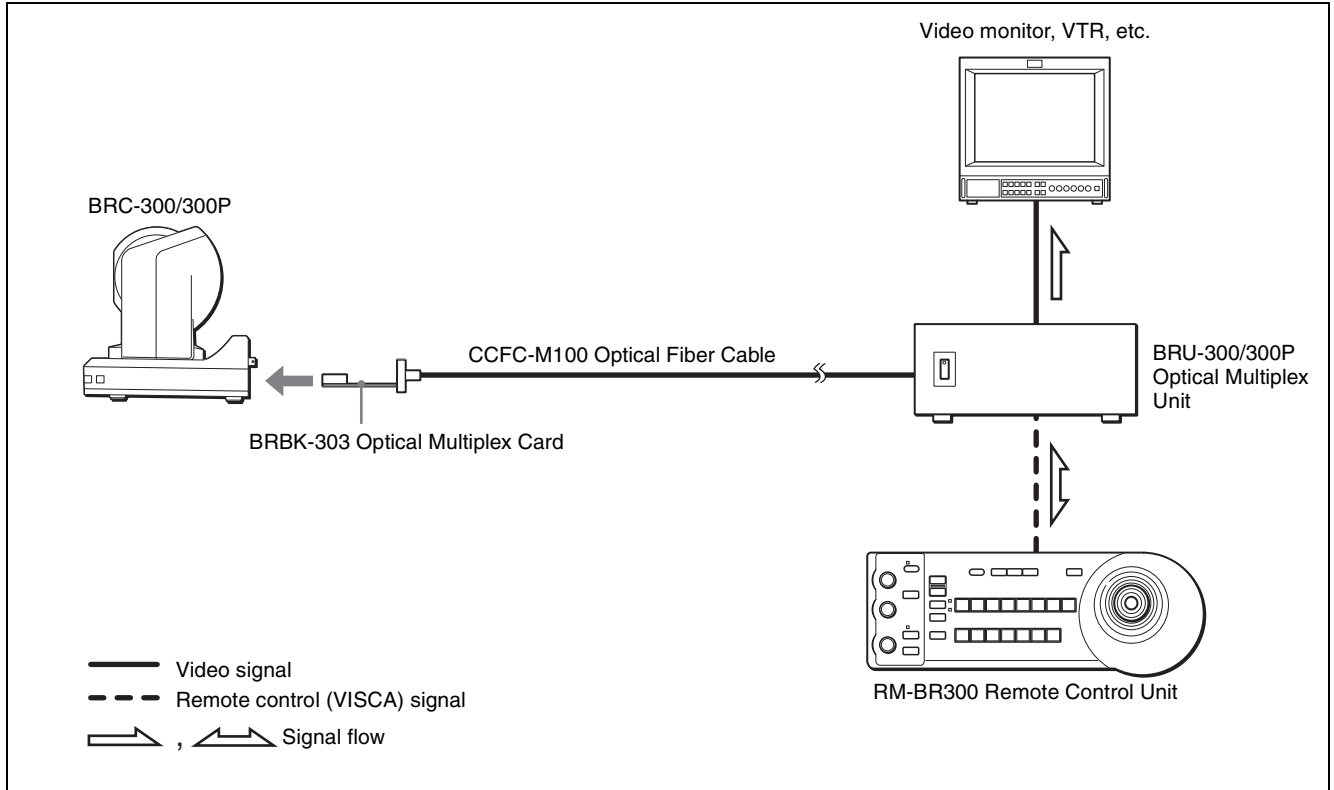 Video monitor, VTR, etc.
BRC-300/300P
CCFC-M100 Optical Fiber Cable
BRU-300/300P
Optical Multiplex
Unit
BRBK-303 Optical Multiplex Card
RM-BR300 Remote Control Unit
Video signal
Remote control (VISCA) signal
, Signal flow